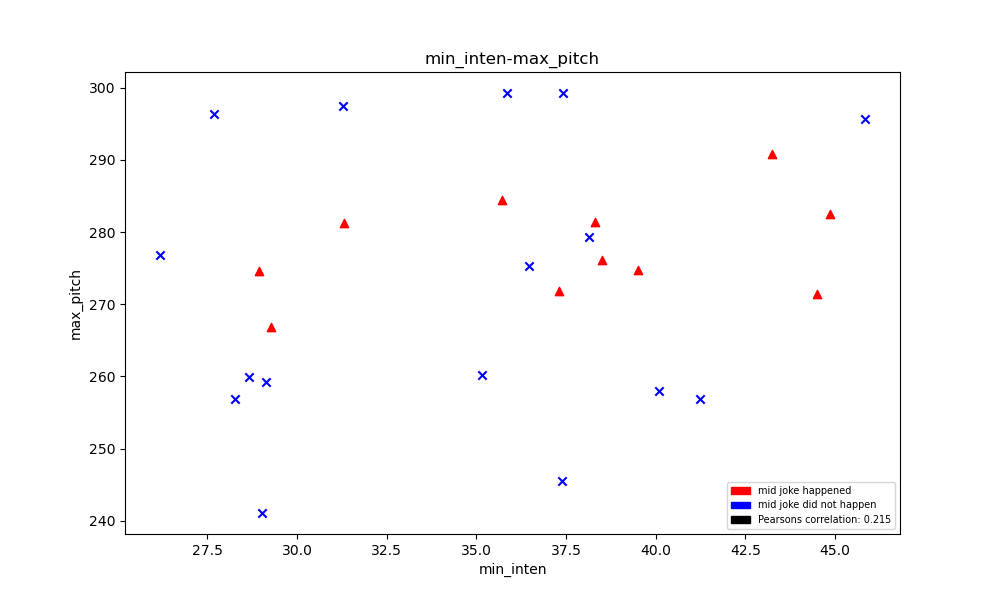 min_inten-max_pitch
300
290
280
270
260
250
240
max_pitch
mid joke happened
mid joke did not happen
Pearsons correlation: 0.215
27.5 30.0 32.5 35.0 37.5 40.0 42.5 45.0
min_inten